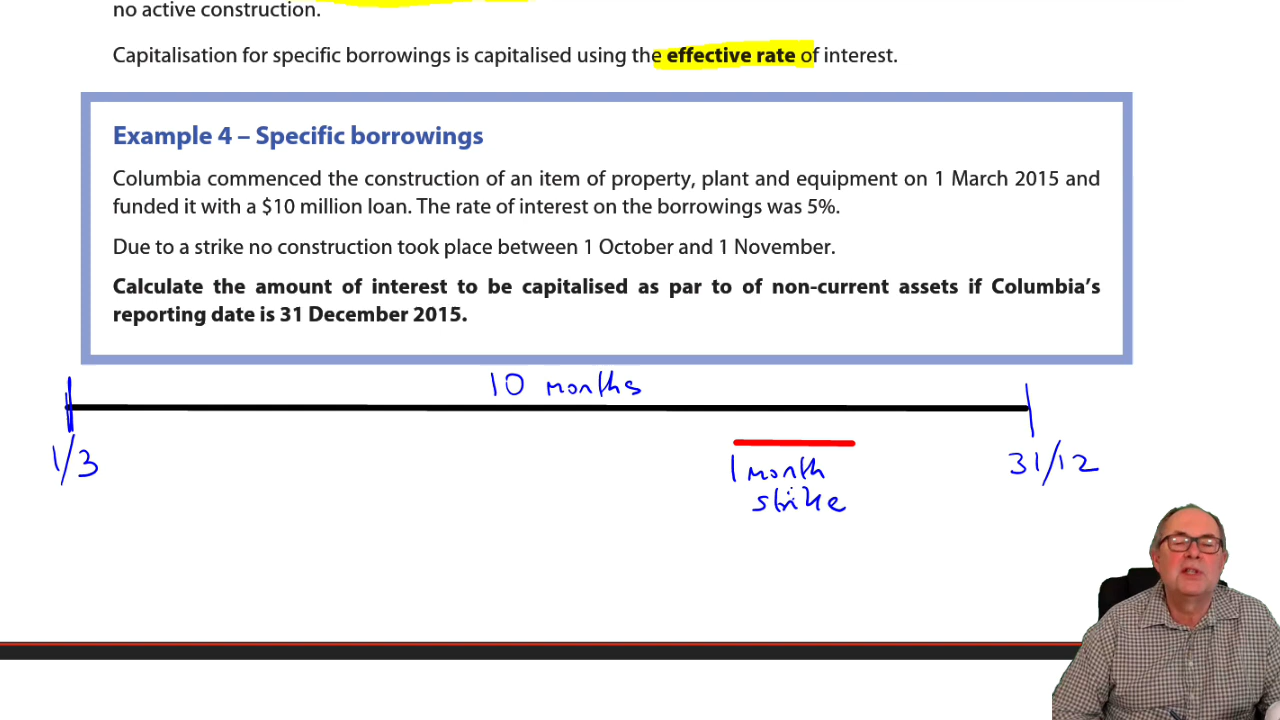 no active construction.
Capitalisation for specific borrowings is capitalised using the effective rate of interest.
Example 4 – Specific borrowings
Columbia commenced the construction of an item of property, plant and equipment on 1 March 2015 and
funded it with a $10 million loan. The rate of interest on the borrowings was 5%.
Due to a strike no construction took place between 1 October and 1 November.
Calculate the amount of interest to be capitalised as par to of non-current assets if Columbia’s
reporting date is 31 December 2015.
10 months
1/3
1 month
strike
31/12